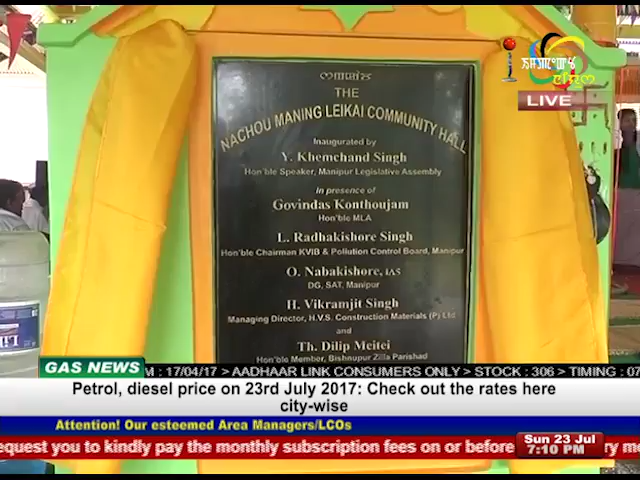 THE
NACHOU MANING LEIKAI COMMUNITY HALL
Inaugurated by
Y. Khemchand Singh
Hon'ble Speaker, Manipur Legislative Assembly
In presence of
Govindas Konthoujam
Hon'ble MLA
L. Radhakishore Singh
Hon'ble Chairman KVIB & Pollution Control Board, Manipur
O. Nabakishore, IAS
DG, SAT, Manipur
H. Vikramjit Singh
Managing Director, H.V.S. Construction Materials (P) Ltd
and
Th. Dilip Meitei
Hon'ble Member, Bishnupur Zilla Parishad
LIVE
GAS NEWS
M : 17/04/17 > AADHAAR LINK CONSUMERS ONLY > STOCK : 306 > TIMING : 07
Petrol, diesel price on 23rd July 2017: Check out the rates here
city-wise
Attention! Our esteemed Area Managers/LCOs
equest you to kindly pay the monthly subscription fees on or before
ry me
Sun 23 Jul
7:10 PM